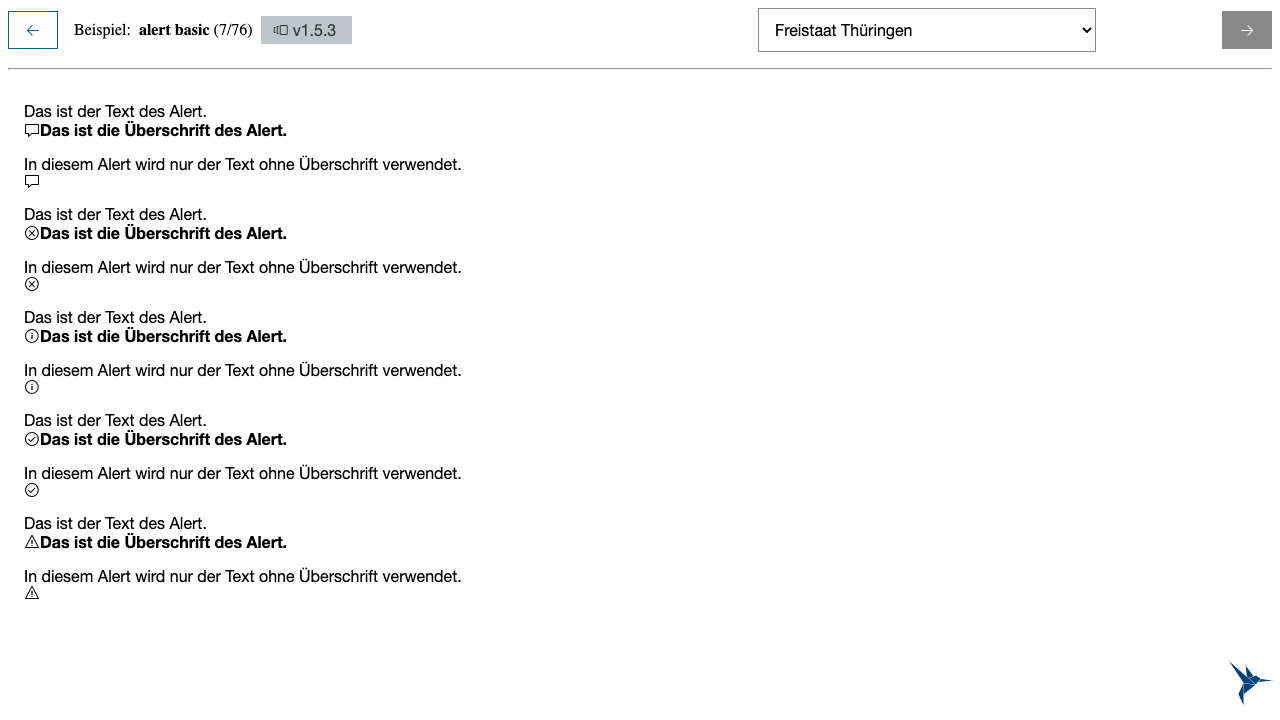 Beispiel: alert basic (7/76) v1.5.3 Freistaat Thüringen
Das ist der Text des Alert.
Das ist die Überschrift des Alert.
In diesem Alert wird nur der Text ohne Überschrift verwendet.
Das ist der Text des Alert.
Das ist die Überschrift des Alert.
In diesem Alert wird nur der Text ohne Überschrift verwendet.
Das ist der Text des Alert.
Das ist die Überschrift des Alert.
In diesem Alert wird nur der Text ohne Überschrift verwendet.
Das ist der Text des Alert.
Das ist die Überschrift des Alert.
In diesem Alert wird nur der Text ohne Überschrift verwendet.
Das ist der Text des Alert.
Das ist die Überschrift des Alert.
In diesem Alert wird nur der Text ohne Überschrift verwendet.